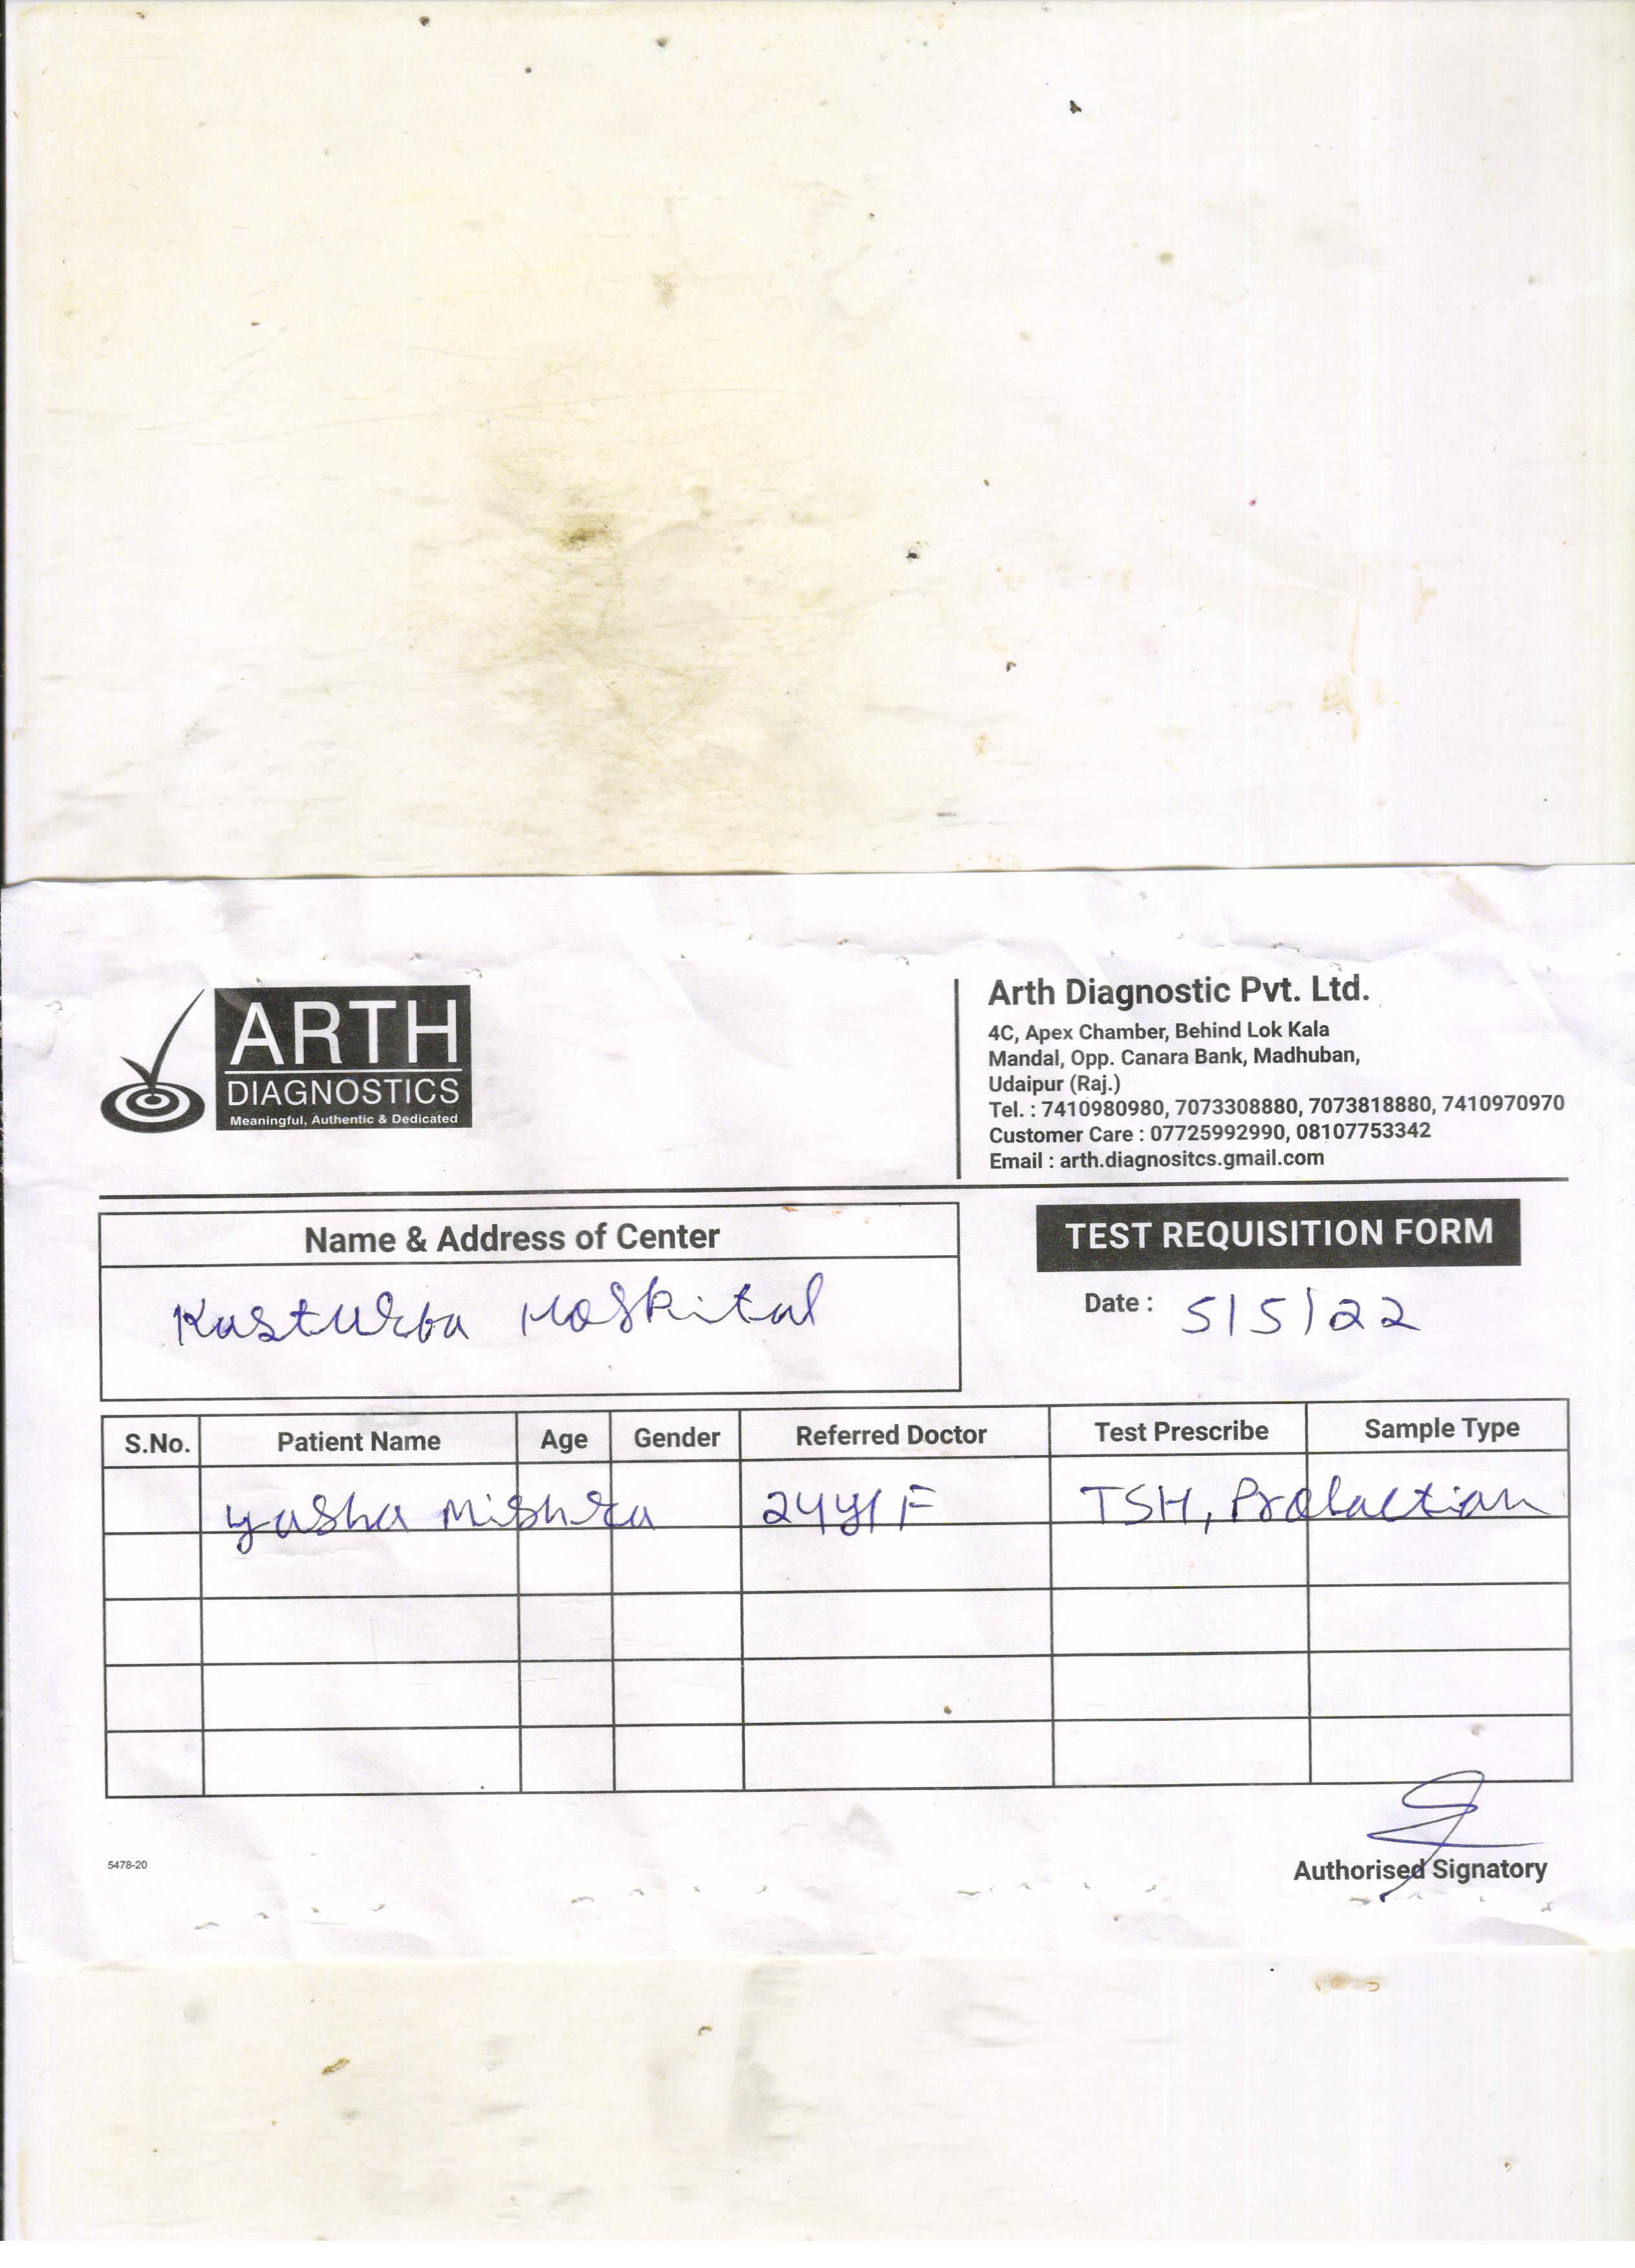 ARTH
DIAGNOSTICS
Meaningful, Authentic & Dedicated
Arth Diagnostic Pvt. Ltd.
4C, Apex Chamber, Behind Lok Kala
Mandal, Opp. Canara Bank, Madhuban,
Udaipur (Raj.)
Tel. : 7410980980, 7073308880, 7073818880, 7410970970
Customer Care : 07725992990, 08107753342
Email : arth.diagnositcs.gmail.com
Name & Address of Center
Kasturba Hoskital
TEST REQUISITION FORM
Date : 5/5/22
S.No. Patient Name Age Gender Referred Doctor Test Prescribe Sample Type
yasha Mishra 24y/F TSH, Prolactian
5478-20
Authorised Signatory